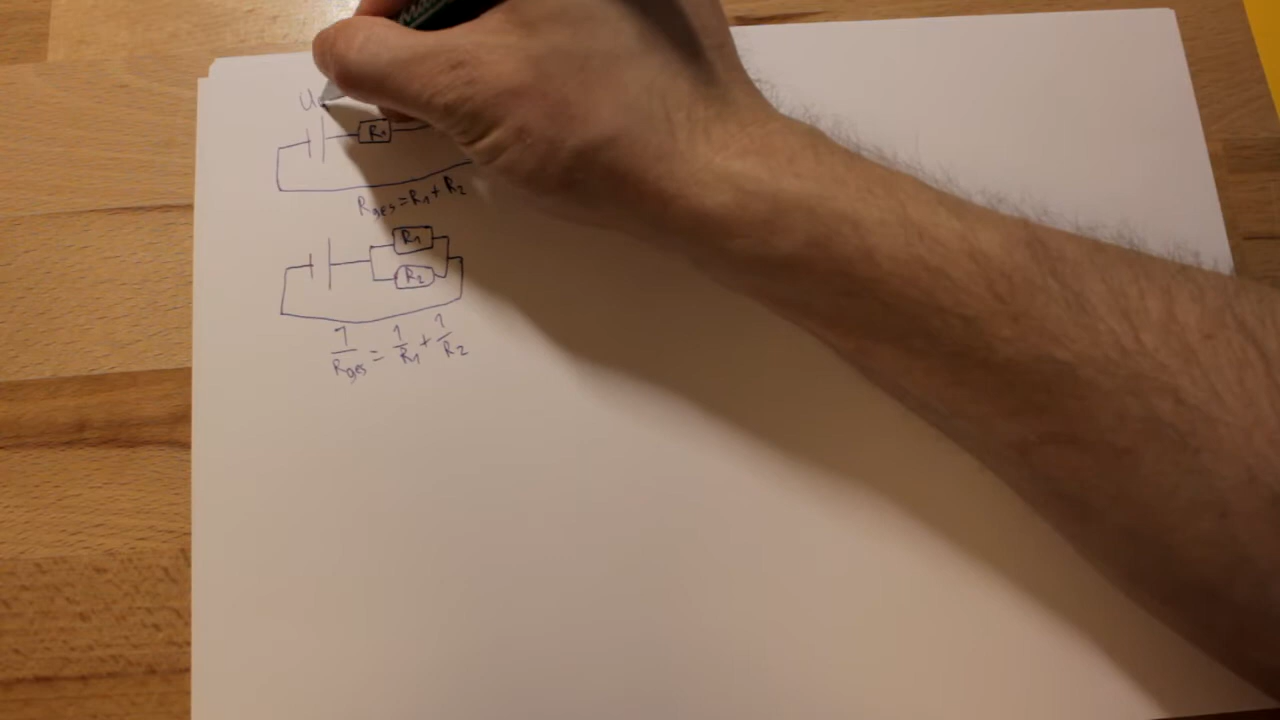 U
R1
Rges = R1 + R2
R1
R2
1/Rges = 1/R1 + 1/R2